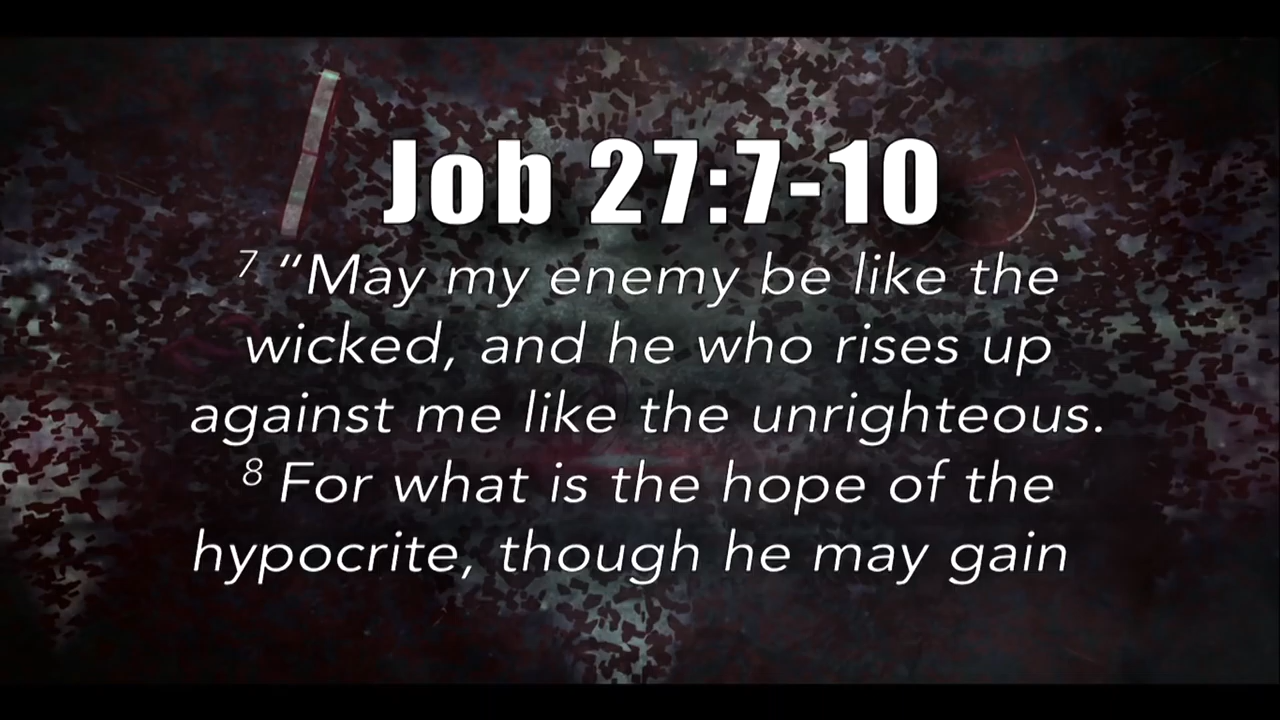 Job 27:7-10
7 “May my enemy be like the
wicked, and he who rises up
against me like the unrighteous.
8 For what is the hope of the
hypocrite, though he may gain